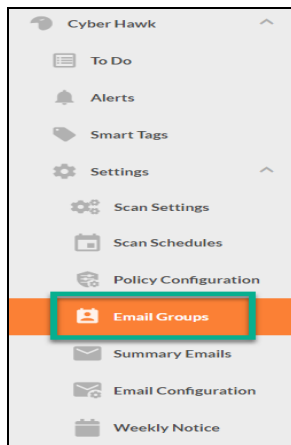 Cyber Hawk
To Do
Alerts
Smart Tags
Settings
Scan Settings
Scan Schedules
Policy Configuration
Email Groups
Summary Emails
Email Configuration
Weekly Notice